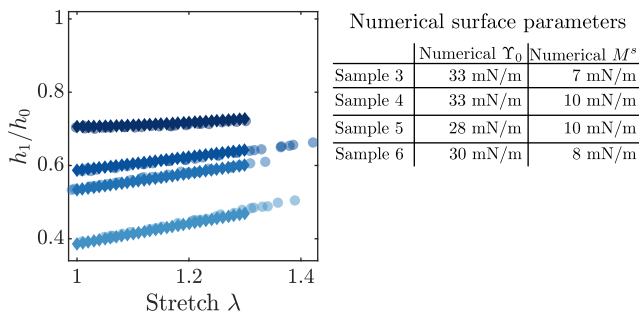 h₁/h₀
1
0.8
0.6
0.4
1
1.2
1.4
Stretch λ
Numerical surface parameters
Numerical ϒ₀ Numerical Mˢ
Sample 3 33 mN/m 7 mN/m
Sample 4 33 mN/m 10 mN/m
Sample 5 28 mN/m 10 mN/m
Sample 6 30 mN/m 8 mN/m